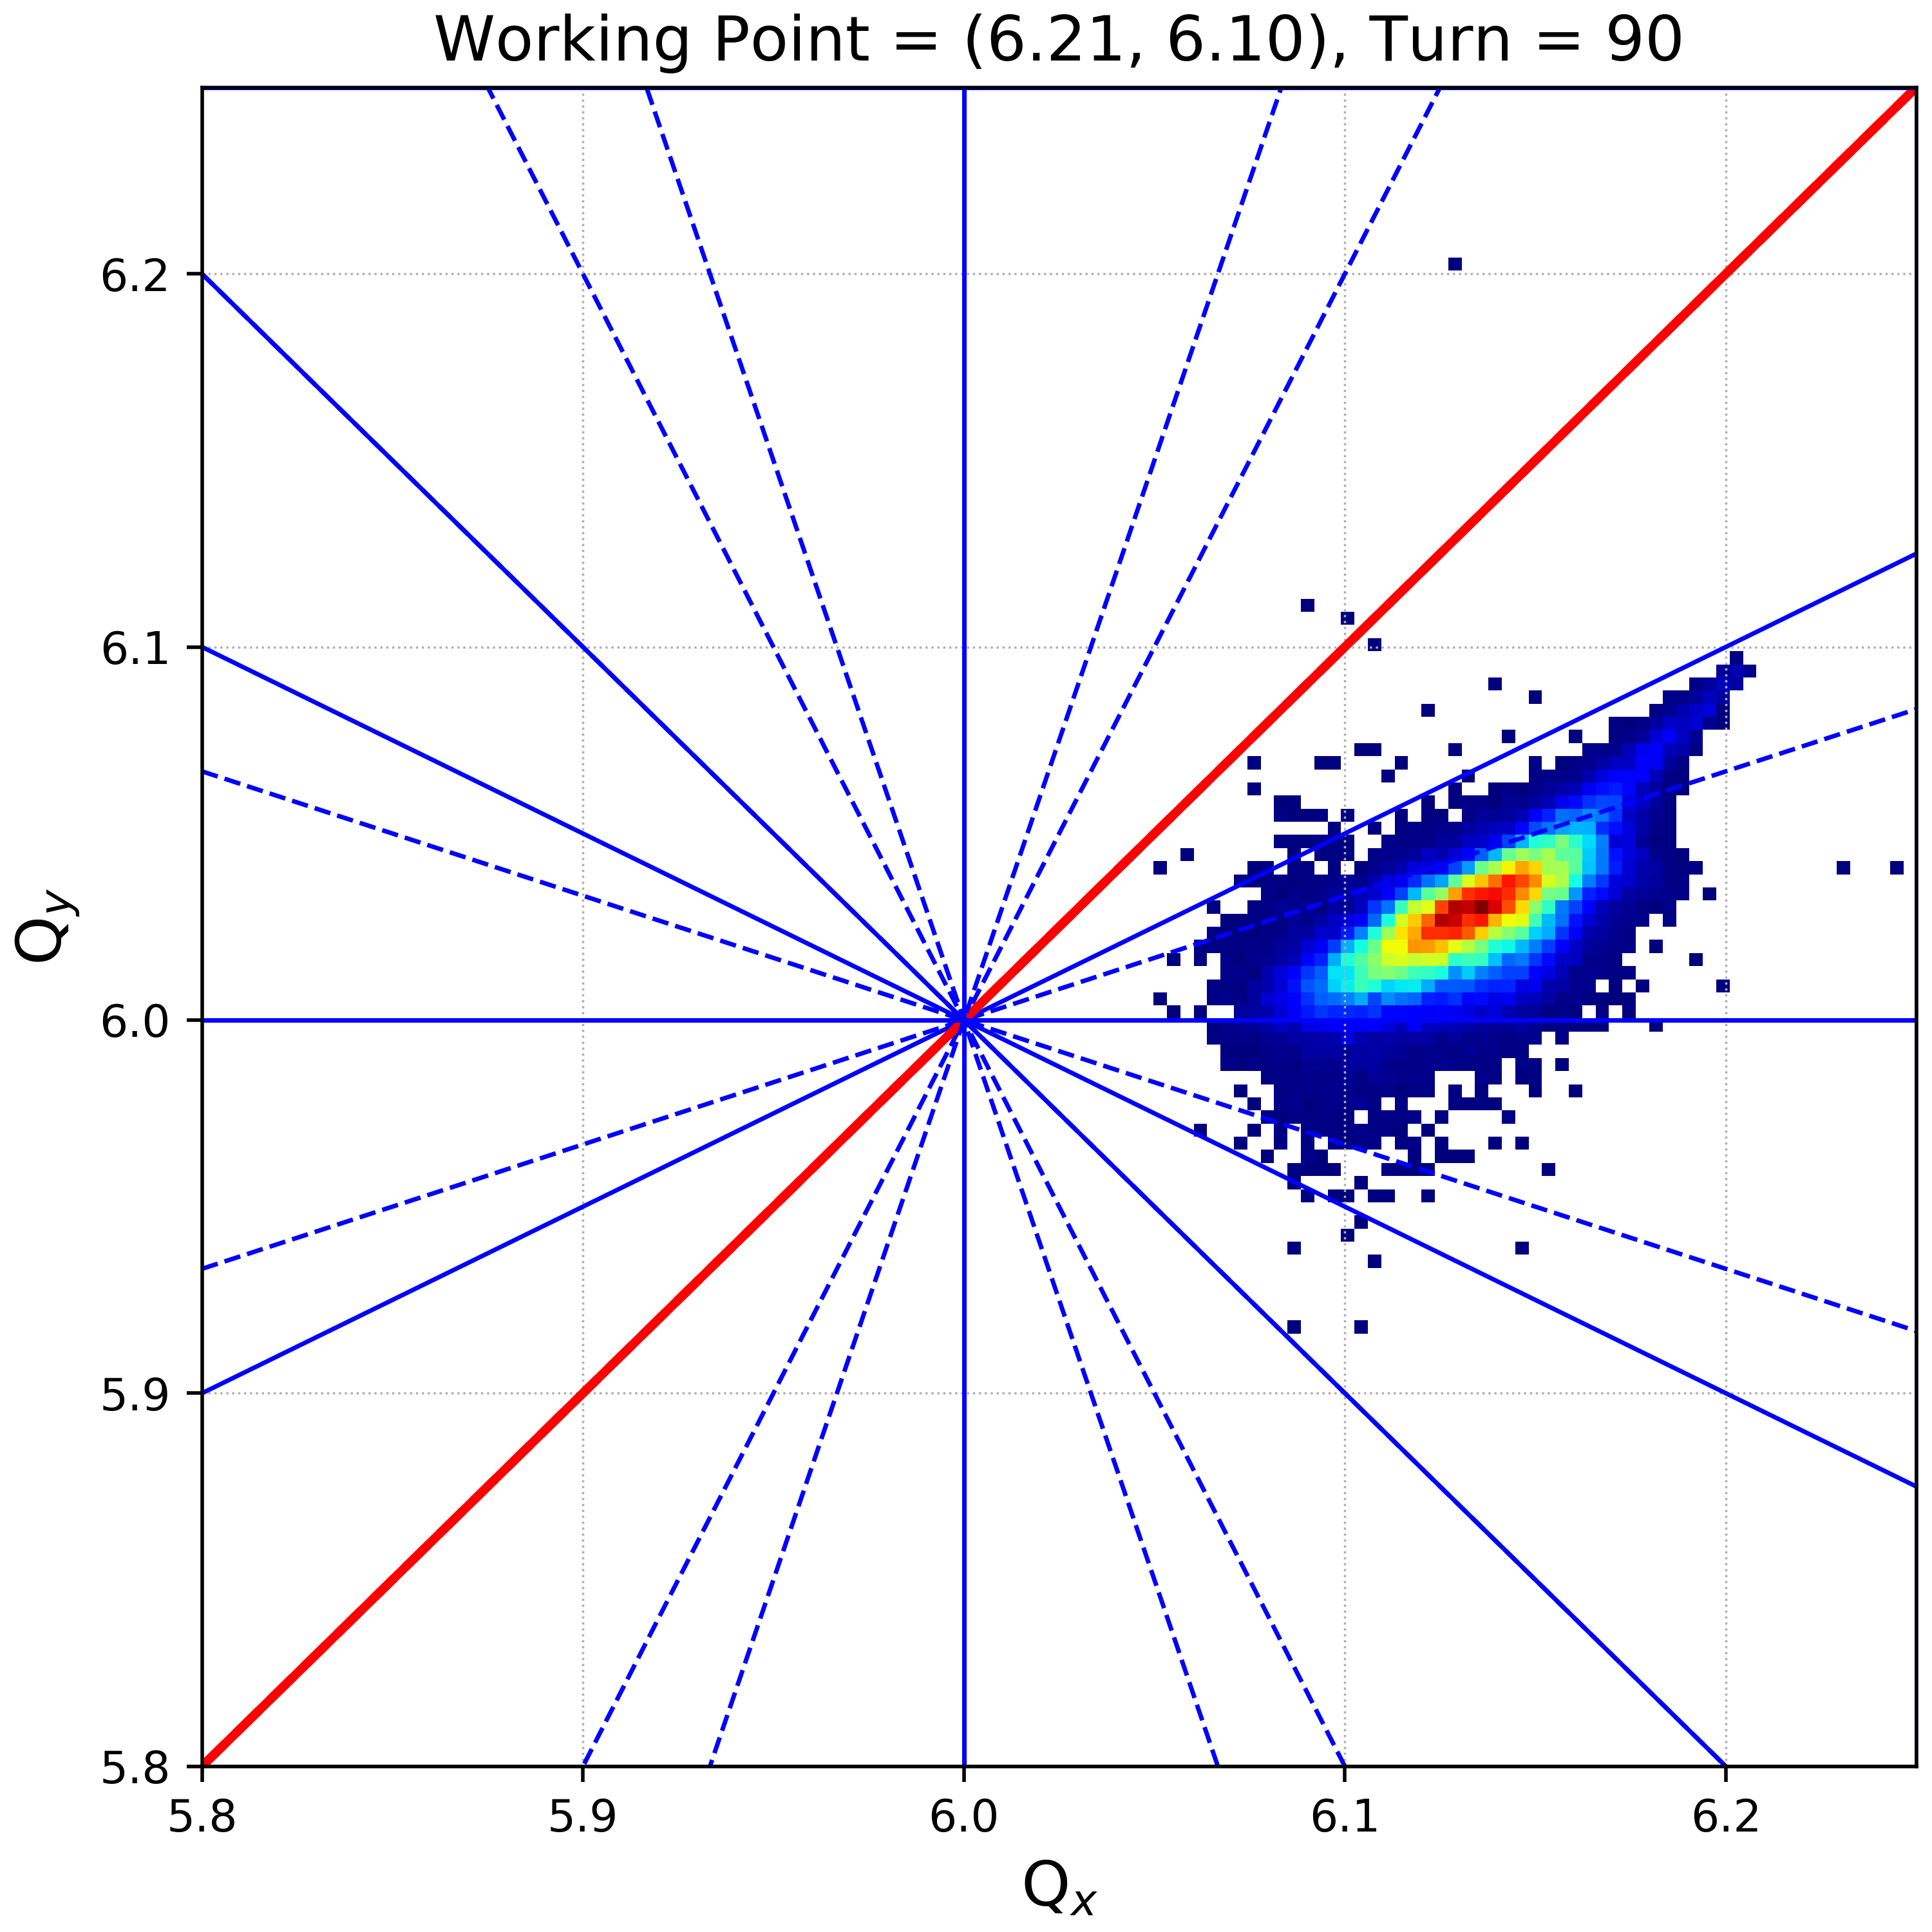 Working Point = (6.21, 6.10), Turn = 90
6.2
6.1
6.0
5.9
5.8
Qy
5.8 5.9 6.0 6.1 6.2
Qx